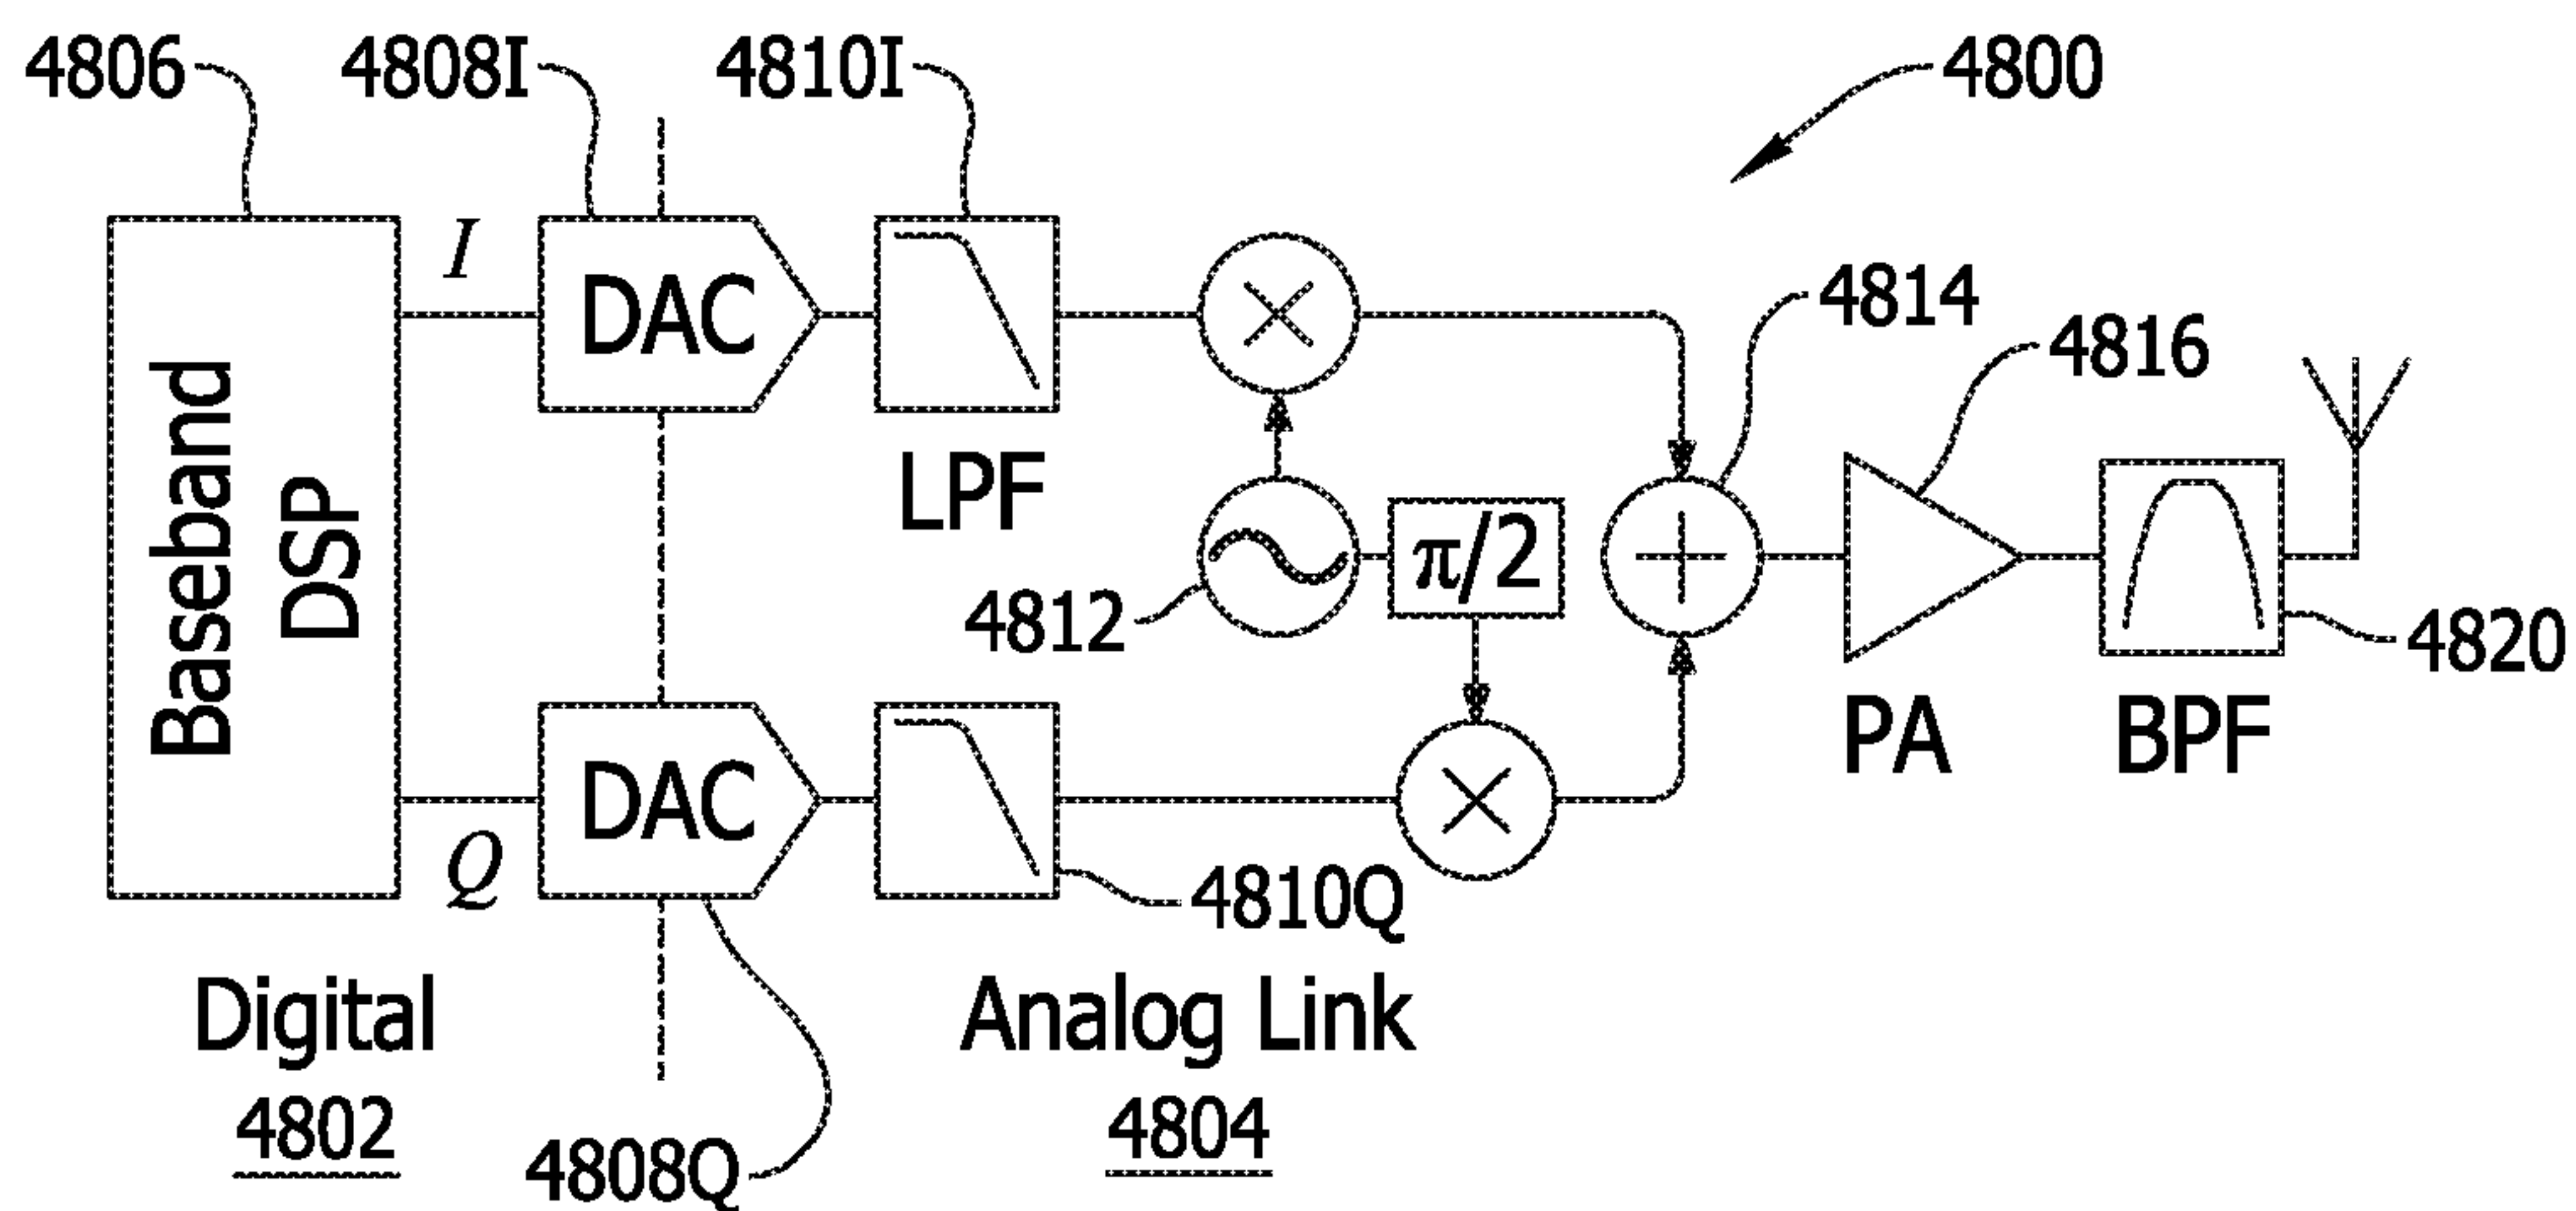 4806
4808I
4810I
4800
I
DAC
LPF
4814
4816
Baseband
DSP
4812
π/2
4820
PA
BPF
Q
DAC
4810Q
Digital
4802
4808Q
Analog Link
4804